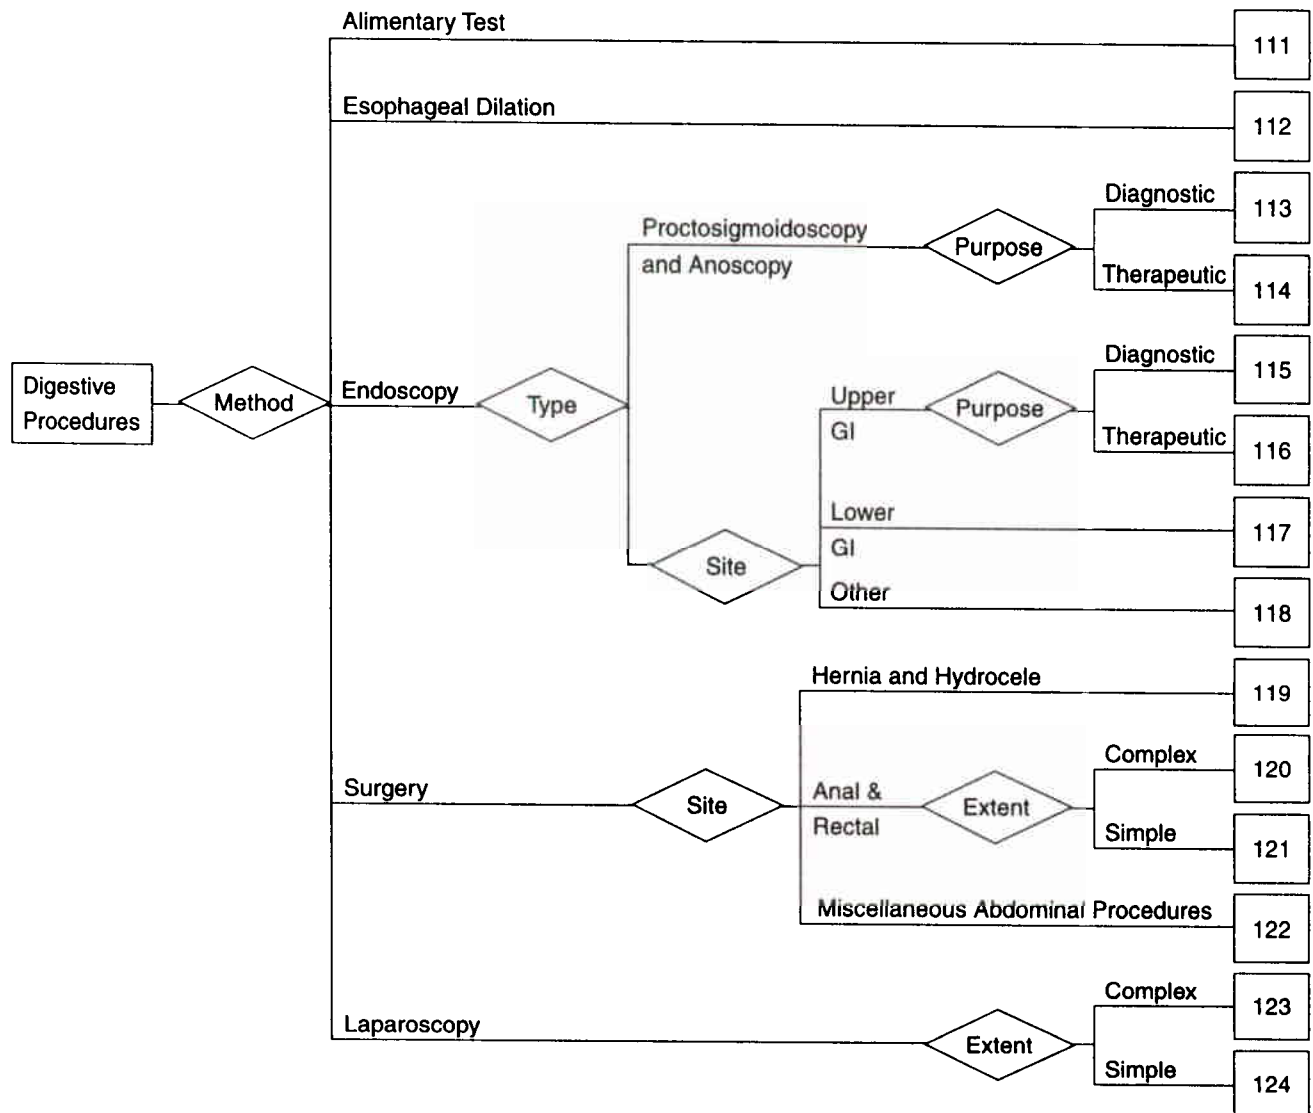 Alimentary Test
111
Esophageal Dilation
112
Proctosigmoidoscopy
and Anoscopy
Purpose
Diagnostic
113
Therapeutic
114
Digestive
Procedures
Method
Endoscopy
Type
Upper
GI
Purpose
Diagnostic
115
Therapeutic
116
Site
Lower
GI
117
Other
118
Surgery
Site
Hernia and Hydrocele
119
Anal &
Rectal
Extent
Complex
120
Simple
121
Miscellaneous Abdominal Procedures
122
Laparoscopy
Extent
Complex
123
Simple
124